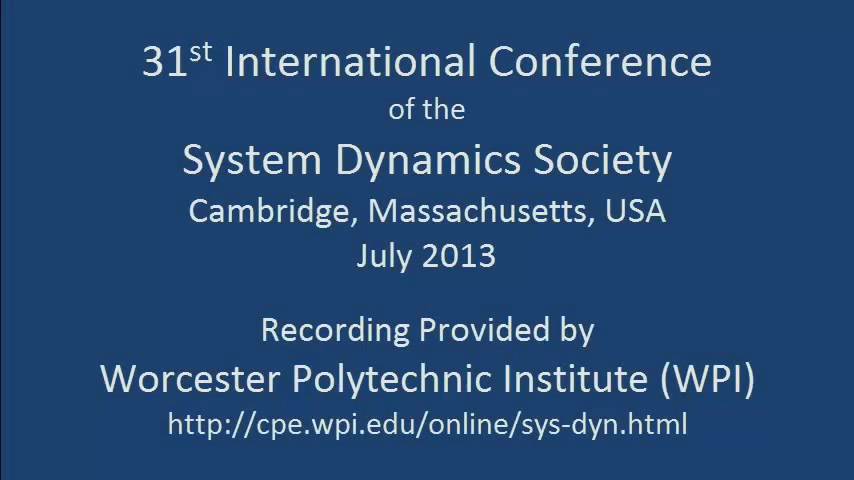 31st International Conference
of the
System Dynamics Society
Cambridge, Massachusetts, USA
July 2013
Recording Provided by
Worcester Polytechnic Institute (WPI)
http://cpe.wpi.edu/online/sys-dyn.html